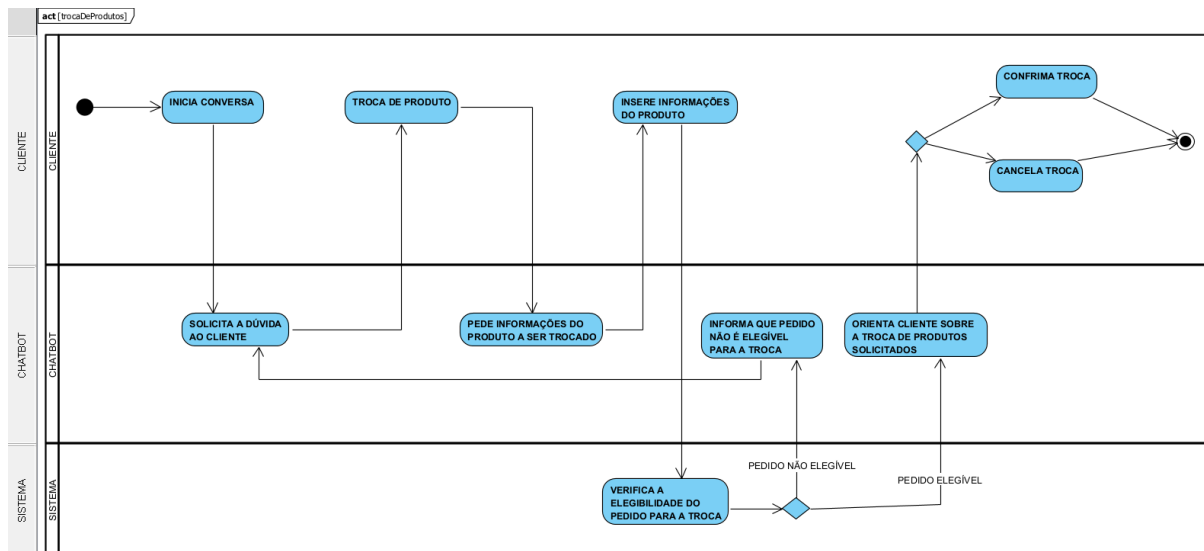 act [trocaDeProdutos]
CLIENTE
CLIENTE
INICIA CONVERSA
TROCA DE PRODUTO
INSERE INFORMAÇÕES
DO PRODUTO
CONFRIMA TROCA
CANCELA TROCA
CHATBOT
CHATBOT
SOLICITA A DÚVIDA
AO CLIENTE
PEDE INFORMAÇÕES DO
PRODUTO A SER TROCADO
INFORMA QUE PEDIDO
NÃO É ELEGÍVEL
PARA A TROCA
ORIENTA CLIENTE SOBRE
A TROCA DE PRODUTOS
SOLICITADOS
SISTEMA
SISTEMA
VERIFICA A
ELEGIBILIDADE DO
PEDIDO PARA A TROCA
PEDIDO NÃO ELEGÍVEL
PEDIDO ELEGÍVEL